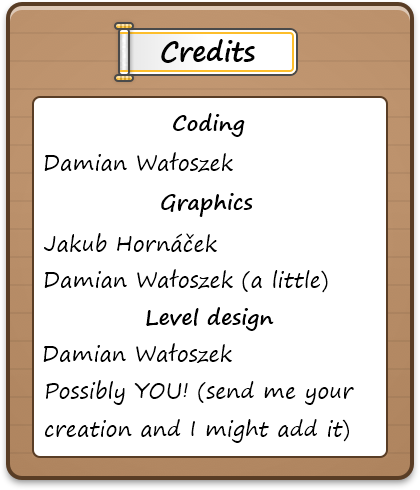 Credits
Coding
Damian Wałoszek
Graphics
Jakub Hornáček
Damian Wałoszek (a little)
Level design
Damian Wałoszek
Possibly YOU! (send me your
creation and I might add it)